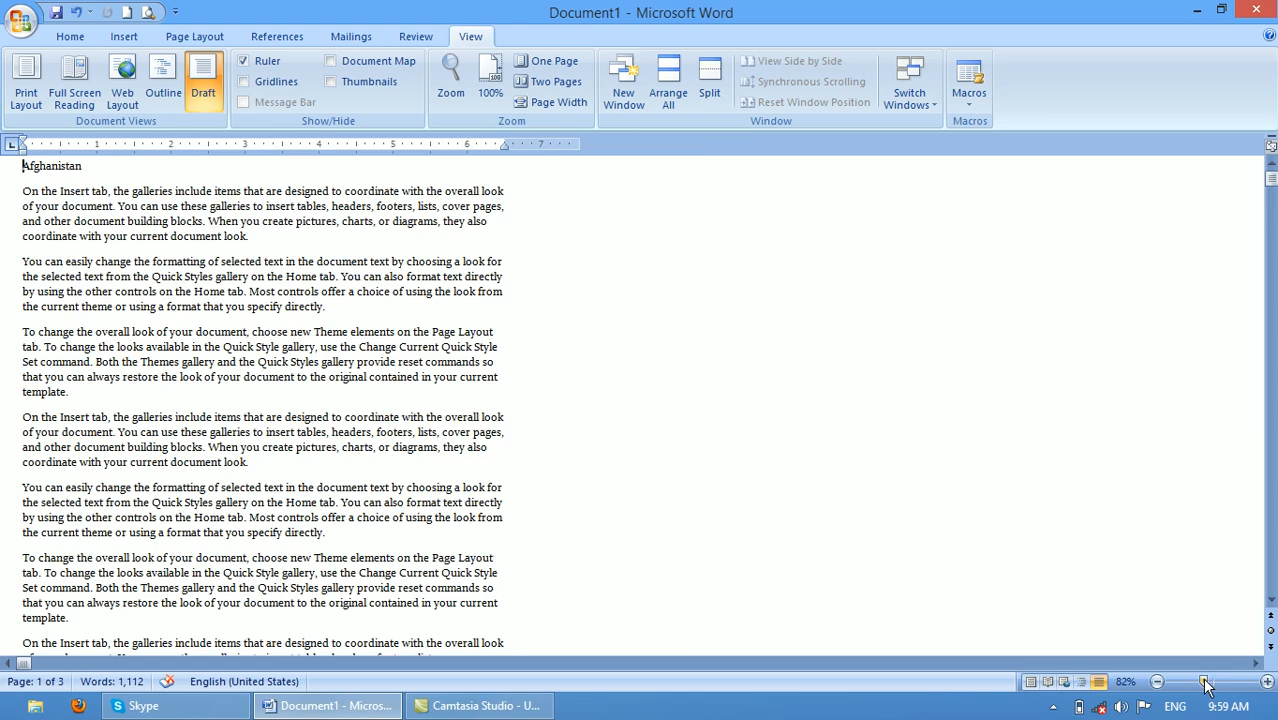 Document1 - Microsoft Word
Home Insert Page Layout References Mailings Review View
Print Layout Full Screen Reading Web Layout Outline Draft
Document Views
Ruler Document Map
Gridlines Thumbnails
Message Bar
Show/Hide
Zoom 100% One Page
Two Pages
Page Width
Zoom
New Window Arrange All Split
View Side by Side
Synchronous Scrolling
Reset Window Position
Switch Windows
Window
Macros
Macros
1 2 3 4 5 6 7
Afghanistan
On the Insert tab, the galleries include items that are designed to coordinate with the overall look
of your document. You can use these galleries to insert tables, headers, footers, lists, cover pages,
and other document building blocks. When you create pictures, charts, or diagrams, they also
coordinate with your current document look.
You can easily change the formatting of selected text in the document text by choosing a look for
the selected text from the Quick Styles gallery on the Home tab. You can also format text directly
by using the other controls on the Home tab. Most controls offer a choice of using the look from
the current theme or using a format that you specify directly.
To change the overall look of your document, choose new Theme elements on the Page Layout
tab. To change the looks available in the Quick Style gallery, use the Change Current Quick Style
Set command. Both the Themes gallery and the Quick Styles gallery provide reset commands so
that you can always restore the look of your document to the original contained in your current
template.
On the Insert tab, the galleries include items that are designed to coordinate with the overall look
of your document. You can use these galleries to insert tables, headers, footers, lists, cover pages,
and other document building blocks. When you create pictures, charts, or diagrams, they also
coordinate with your current document look.
You can easily change the formatting of selected text in the document text by choosing a look for
the selected text from the Quick Styles gallery on the Home tab. You can also format text directly
by using the other controls on the Home tab. Most controls offer a choice of using the look from
the current theme or using a format that you specify directly.
To change the overall look of your document, choose new Theme elements on the Page Layout
tab. To change the looks available in the Quick Style gallery, use the Change Current Quick Style
Set command. Both the Themes gallery and the Quick Styles gallery provide reset commands so
that you can always restore the look of your document to the original contained in your current
template.
On the Insert tab, the galleries include items that are designed to coordinate with the overall look
Page: 1 of 3 Words: 1,112 English (United States) 82%
Skype Document1 - Micros... Camtasia Studio - U... ENG 9:59 AM